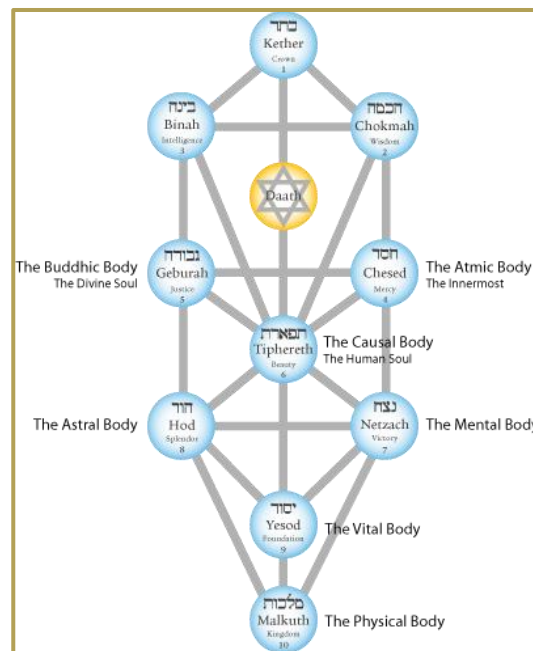 כתר
Kether
Crown
1
בינה
Binah
Intelligence
3
חכמה
Chokmah
Wisdom
2
Daath
The Buddhic Body
The Divine Soul
גבורה
Geburah
Justice
5
חסד
Chesed
Mercy
4
The Atmic Body
The Innermost
תפארת
Tiphereth
Beauty
6
The Causal Body
The Human Soul
The Astral Body
הוד
Hod
Splendor
8
נצח
Netzach
Victory
7
The Mental Body
יסוד
Yesod
Foundation
9
The Vital Body
מלכות
Malkuth
Kingdom
10
The Physical Body